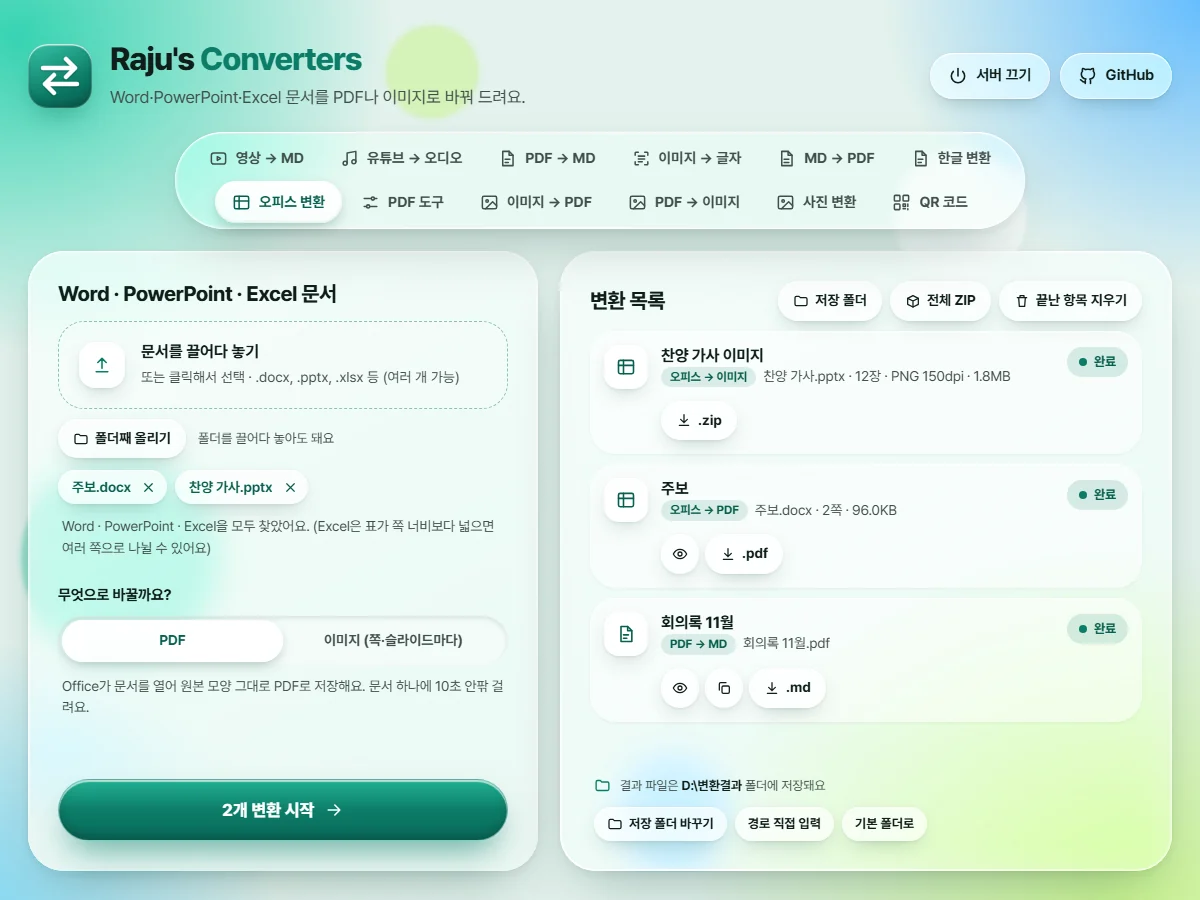 Raju's Converters
Word·PowerPoint·Excel 문서를 PDF나 이미지로 바꿔 드려요.
서버 끄기
GitHub
영상 → MD
유튜브 → 오디오
PDF → MD
이미지 → 글자
MD → PDF
한글 변환
오피스 변환
PDF 도구
이미지 → PDF
PDF → 이미지
사진 변환
QR 코드
Word · PowerPoint · Excel 문서
문서를 끌어다 놓기
또는 클릭해서 선택 · .docx, .pptx, .xlsx 등 (여러 개 가능)
폴더째 올리기
폴더를 끌어다 놓아도 돼요
주보.docx ×
찬양 가사.pptx ×
Word · PowerPoint · Excel을 모두 찾았어요. (Excel은 표가 쪽 너비보다 넓으면
여러 쪽으로 나뉠 수 있어요)
무엇으로 바꿀까요?
PDF
이미지 (쪽·슬라이드마다)
Office가 문서를 열어 원본 모양 그대로 PDF로 저장해요. 문서 하나에 10초 안팎 걸
려요.
2개 변환 시작 →
변환 목록
저장 폴더
전체 ZIP
끝난 항목 지우기
찬양 가사 이미지
오피스 → 이미지 찬양 가사.pptx · 12장 · PNG 150dpi · 1.8MB
완료
.zip
주보
오피스 → PDF 주보.docx · 2쪽 · 96.0KB
완료
.pdf
회의록 11월
PDF → MD 회의록 11월.pdf
완료
.md
결과 파일은 D:\변환결과 폴더에 저장돼요
저장 폴더 바꾸기
경로 직접 입력
기본 폴더로